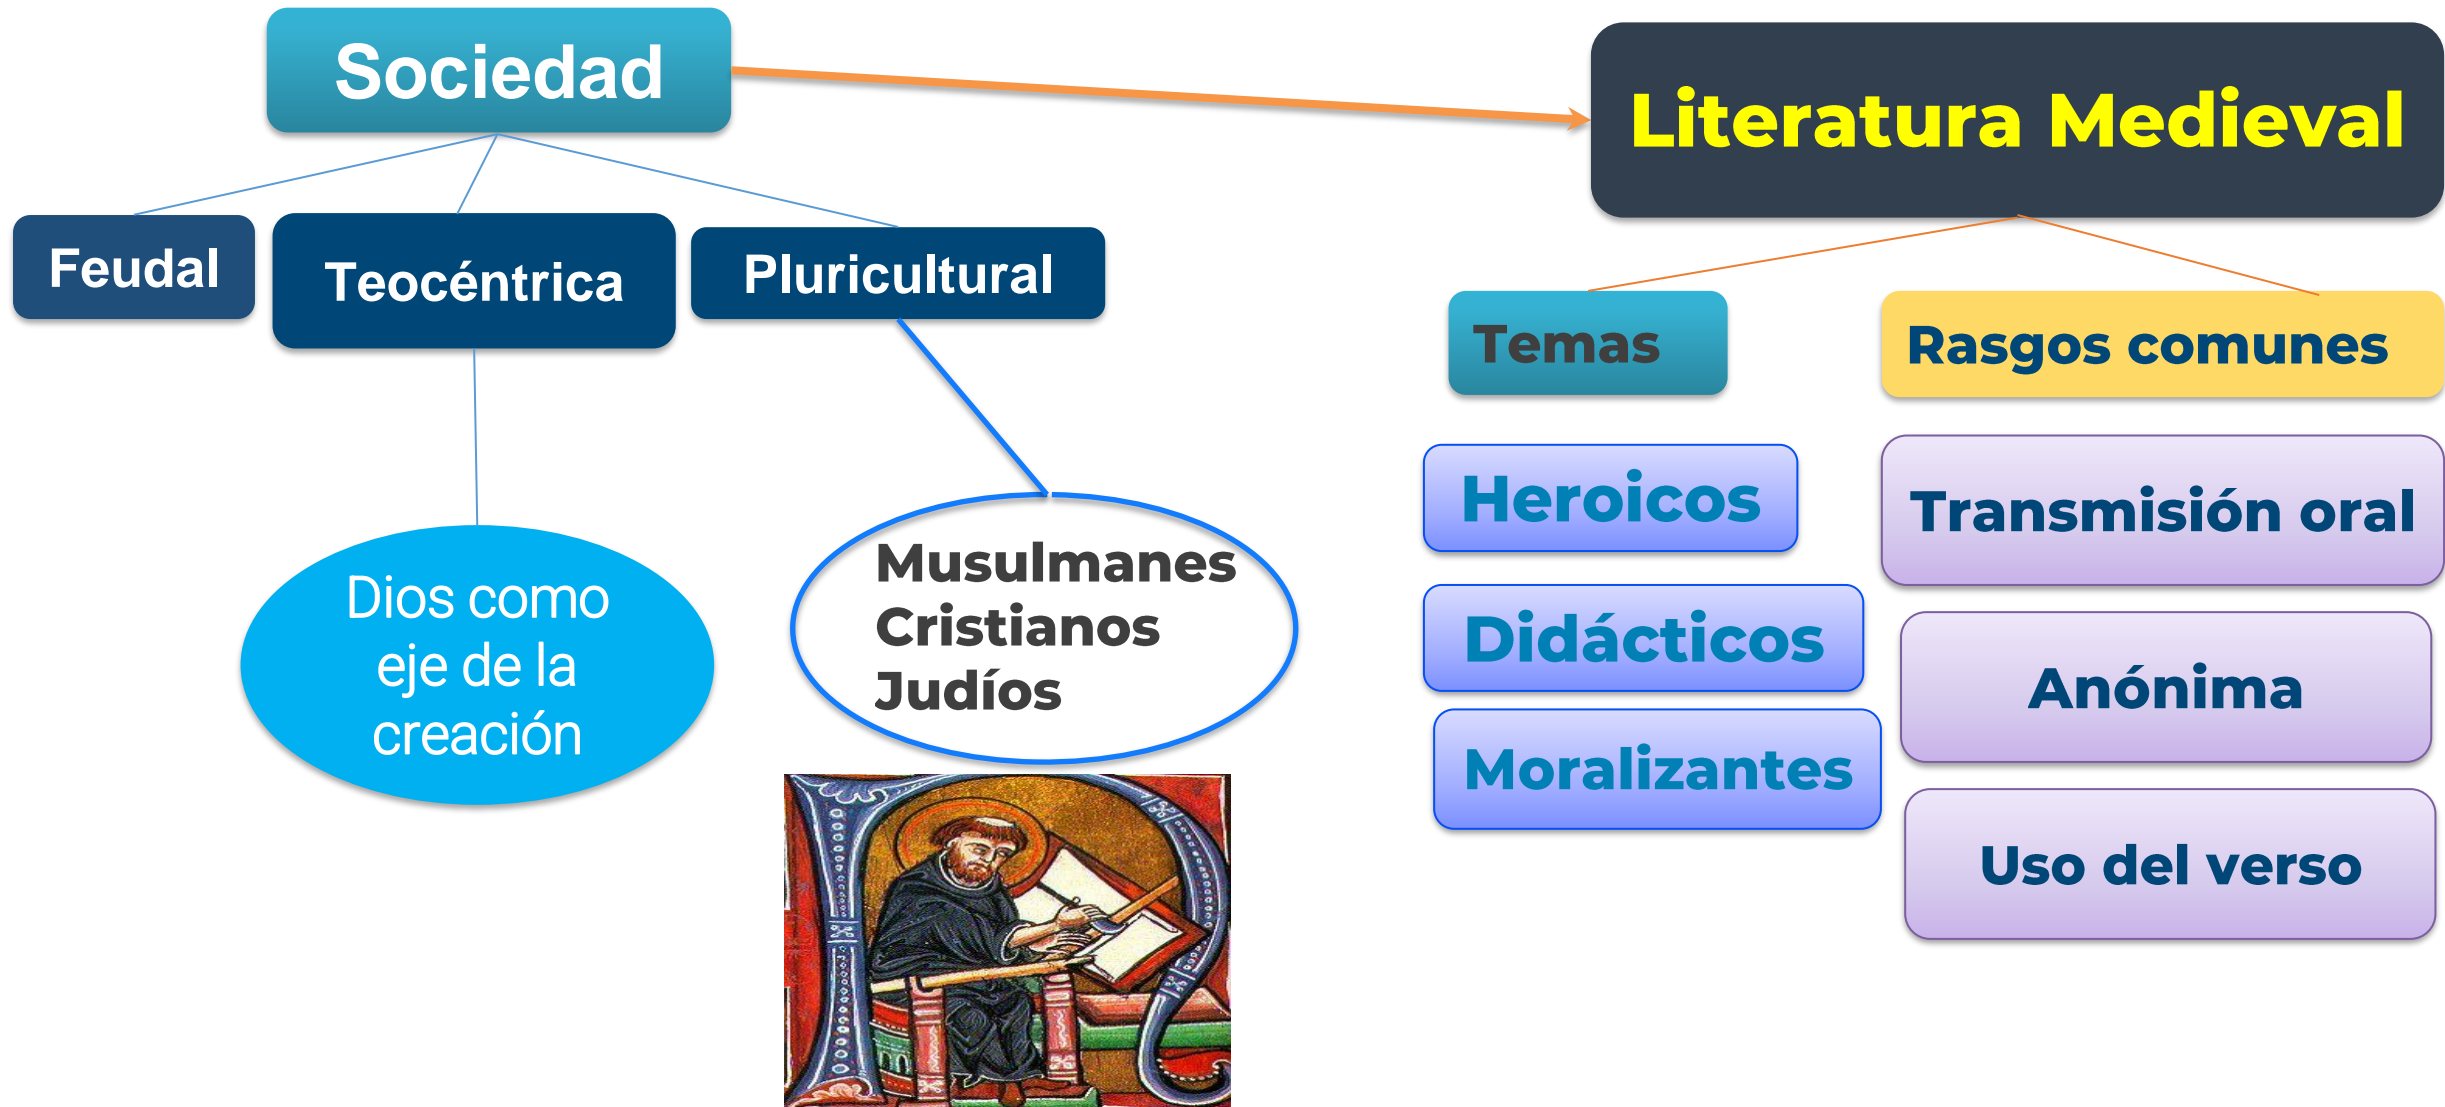 Sociedad
Literatura Medieval
Feudal
Teocéntrica
Pluricultural
Temas
Rasgos comunes
Dios como
eje de la
creación
Musulmanes
Cristianos
Judíos
Heroicos
Didácticos
Moralizantes
Transmisión oral
Anónima
Uso del verso